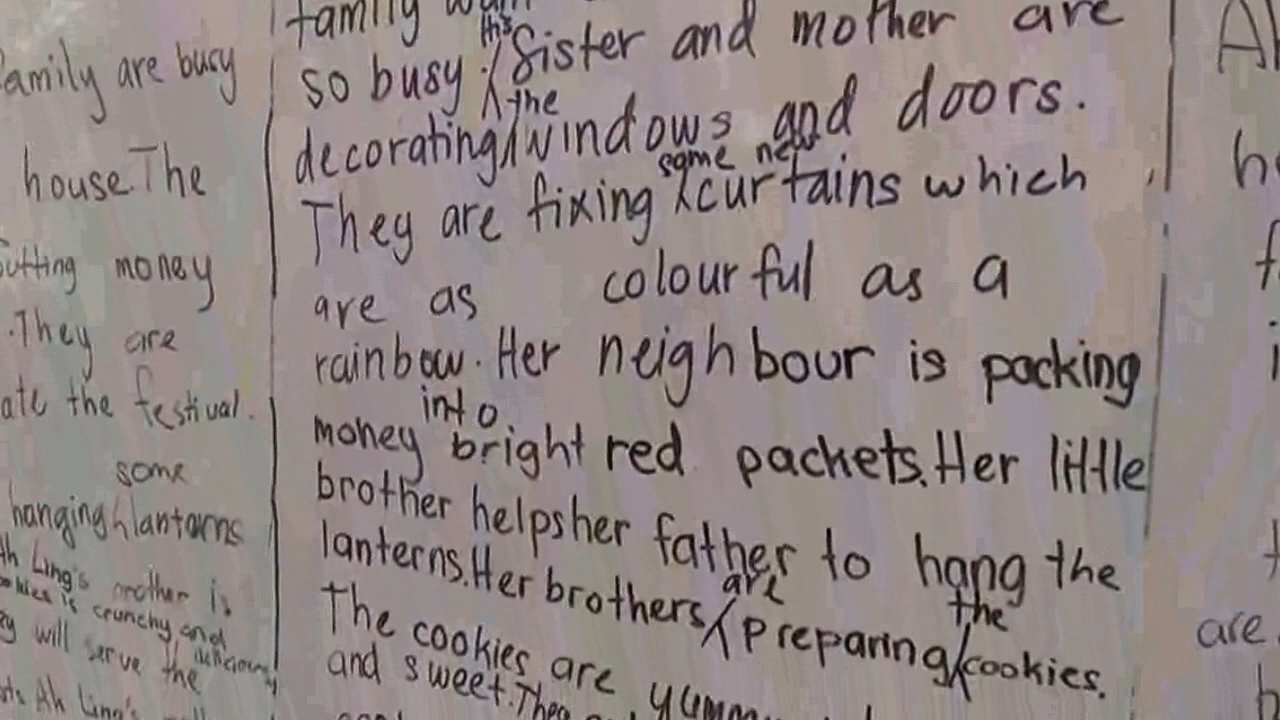 family are busy
house. The
putting money
. They are
ate the festival.
some
hanging lanterns
Ah Ling's mother is
cookies is crunchy and
delicious
will serve the
Ah Ling's
family
his
so busy. Sister and mother are
the
decorating windows and doors.
some new
They are fixing curtains which
are as colourful as a
rainbow. Her neighbour is packing
into
money bright red packets. Her little
brother helps her father to hang the
lanterns. Her brothers preparing cookies.
are the
The cookies are
and sweet. They
are